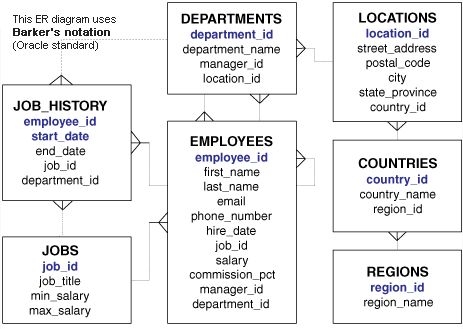 This ER diagram uses
Barker's notation
(Oracle standard)
DEPARTMENTS
department_id
department_name
manager_id
location_id
LOCATIONS
location_id
street_address
postal_code
city
state_province
country_id
JOB_HISTORY
employee_id
start_date
end_date
job_id
department_id
EMPLOYEES
employee_id
first_name
last_name
email
phone_number
hire_date
job_id
salary
commission_pct
manager_id
department_id
COUNTRIES
country_id
country_name
region_id
JOBS
job_id
job_title
min_salary
max_salary
REGIONS
region_id
region_name